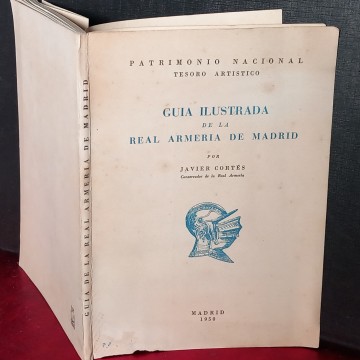 PATRIMONIO NACIONAL
TESORO ARTISTICO
GUIA ILUSTRADA
DE LA
REAL ARMERIA DE MADRID
POR
JAVIER CORTÉS
Conservador de la Real Armería
MADRID
1950
GUIA DE LA REAL ARMERIA DE MADRID